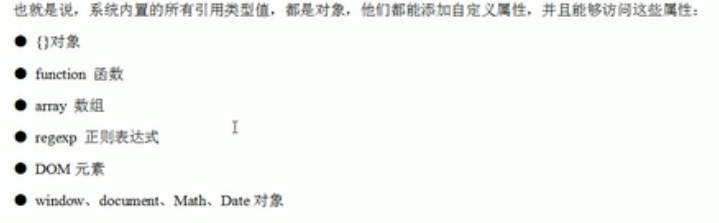 也就是说，系统内置的所有引用类型值，都是对象，他们都能添加自定义属性，并且能够访问这些属性：
● {}对象
● function 函数
● array 数组
● regexp 正则表达式
● DOM 元素
● window、document、Math、Date 对象